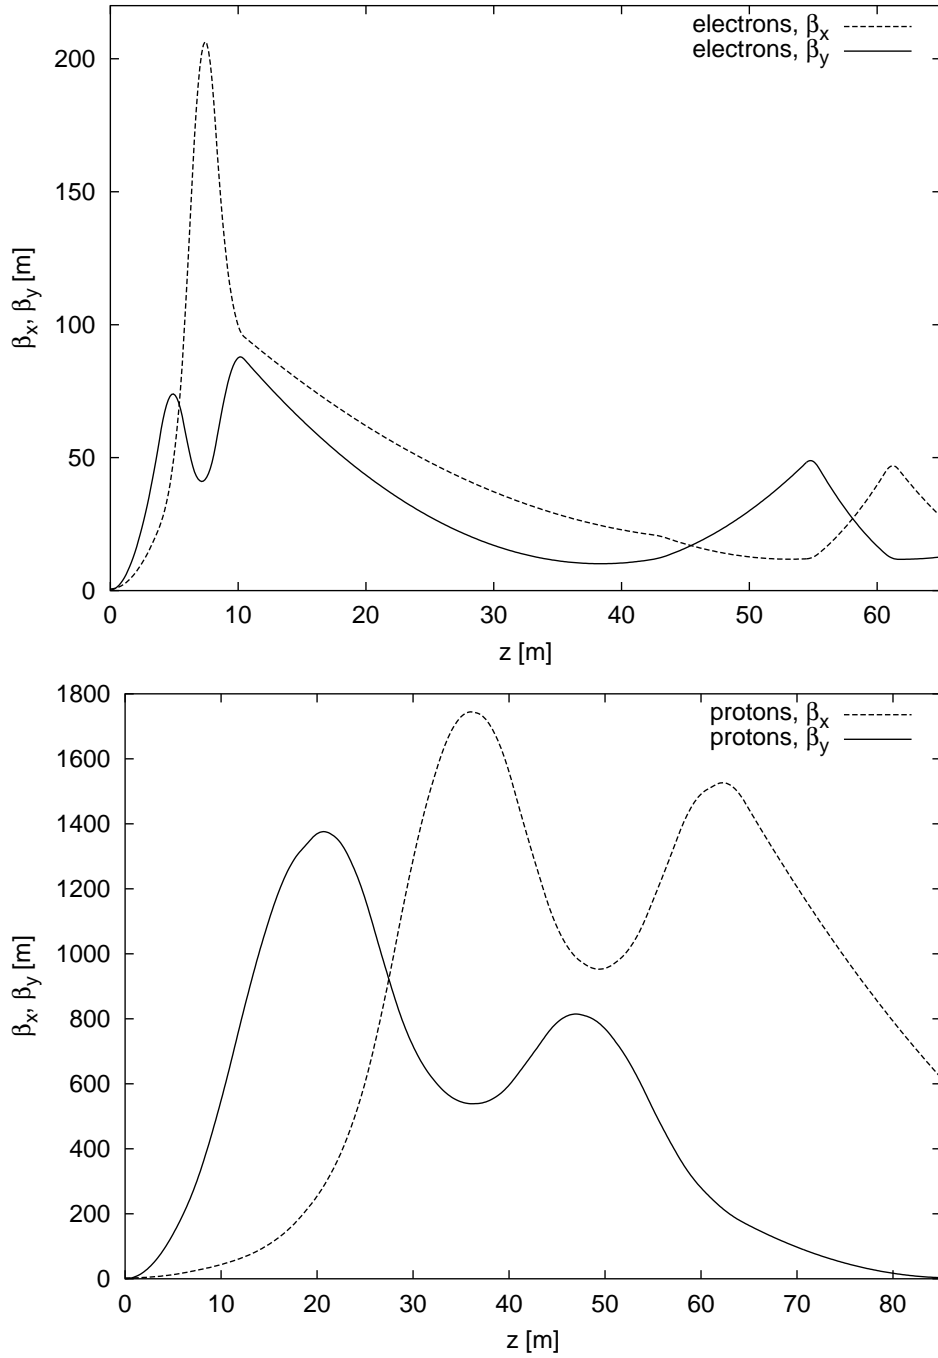 electrons, βx
electrons, βy
200
150
100
50
0
βx, βy [m]
0 10 20 30 40 50 60
z [m]
protons, βx
protons, βy
1800
1600
1400
1200
1000
800
600
400
200
0
βx, βy [m]
0 10 20 30 40 50 60 70 80
z [m]